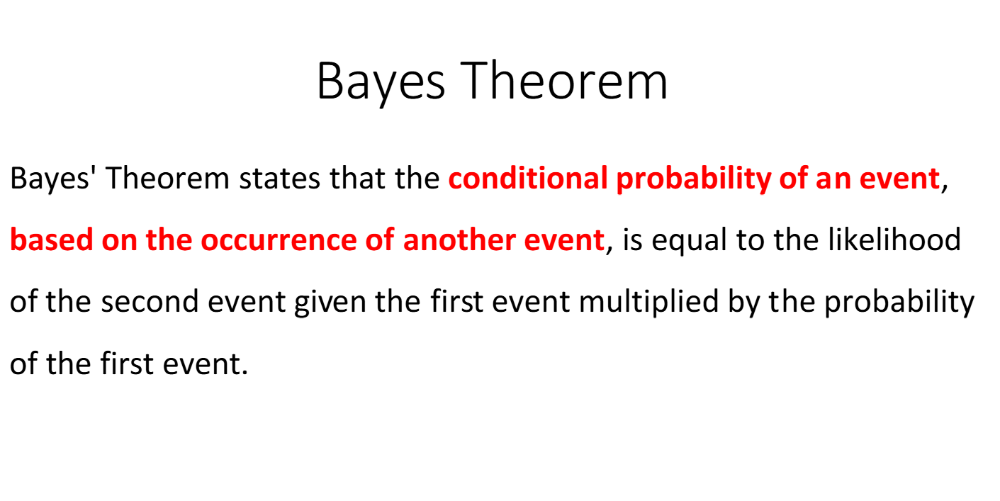 Bayes Theorem
Bayes' Theorem states that the conditional probability of an event,
based on the occurrence of another event, is equal to the likelihood
of the second event given the first event multiplied by the probability
of the first event.